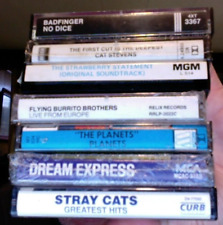 BADFINGER
NO DICE
4XT
3367
THE FIRST CUT IS THE DEEPEST
CAT STEVENS
THE STRAWBERRY STATEMENT
(ORIGINAL SOUNDTRACK)
MGM
FLYING BURRITO BROTHERS
LIVE FROM EUROPE
RELIX RECORDS
"THE PLANETS"
PLANETS
DREAM EXPRESS
STRAY CATS
GREATEST HITS
CURB